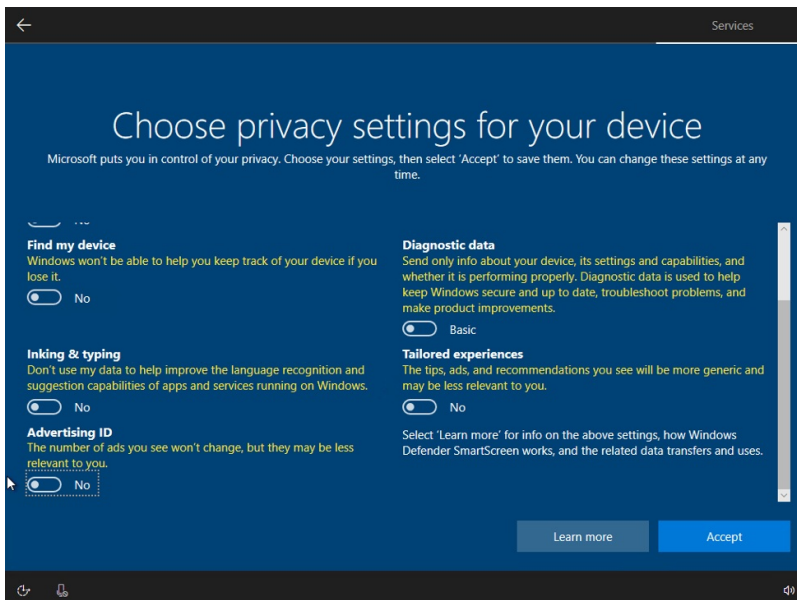 Services
Choose privacy settings for your device
Microsoft puts you in control of your privacy. Choose your settings, then select 'Accept' to save them. You can change these settings at any
time.
Find my device
Windows won't be able to help you keep track of your device if you
lose it.
No
Diagnostic data
Send only info about your device, its settings and capabilities, and
whether it is performing properly. Diagnostic data is used to help
keep Windows secure and up to date, troubleshoot problems, and
make product improvements.
Basic
Inking & typing
Don't use my data to help improve the language recognition and
suggestion capabilities of apps and services running on Windows.
No
Tailored experiences
The tips, ads, and recommendations you see will be more generic and
may be less relevant to you.
No
Advertising ID
The number of ads you see won't change, but they may be less
relevant to you.
No
Select 'Learn more' for info on the above settings, how Windows
Defender SmartScreen works, and the related data transfers and uses.
Learn more
Accept